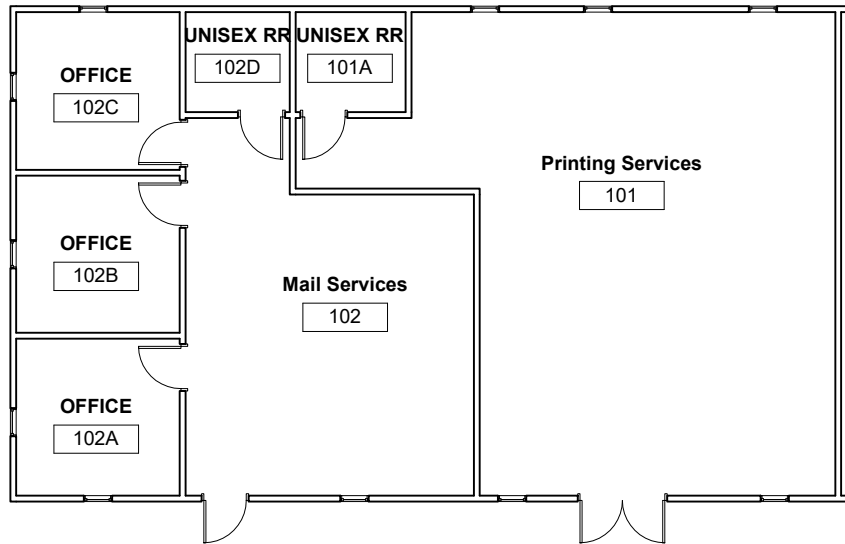 UNISEX RR
102D
UNISEX RR
101A
OFFICE
102C
Printing Services
101
OFFICE
102B
Mail Services
102
OFFICE
102A